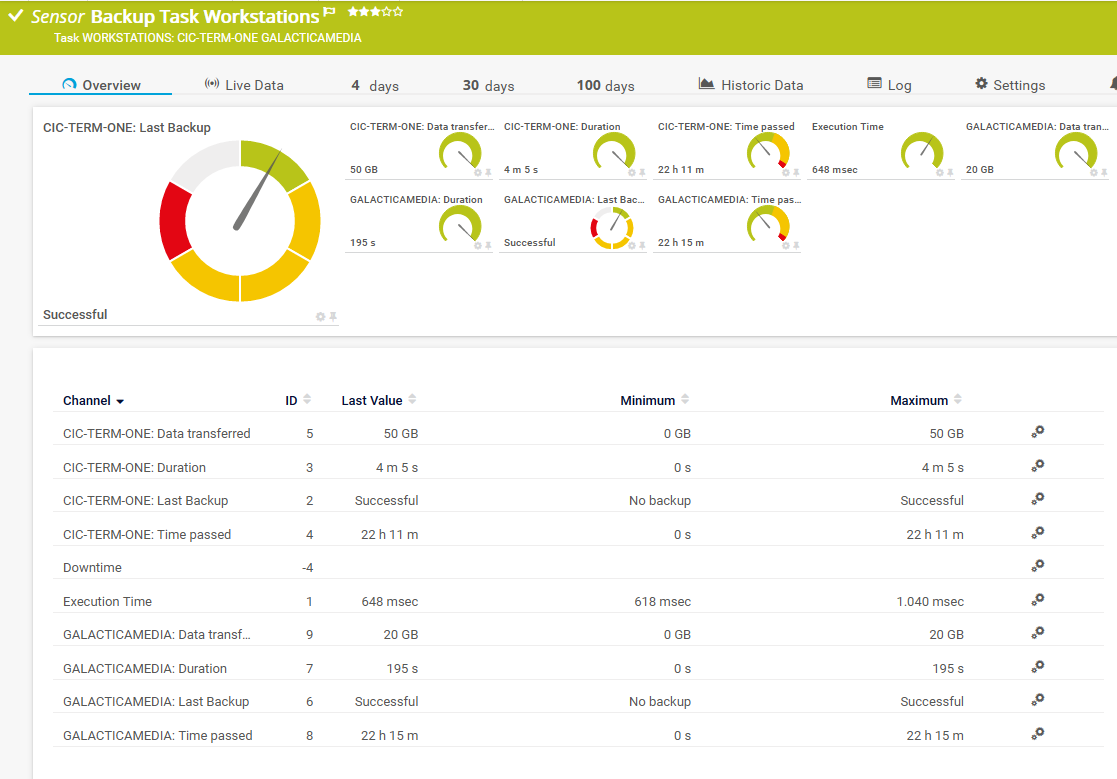 Sensor Backup Task Workstations
Task WORKSTATIONS: CIC-TERM-ONE GALACTICAMEDIA
Overview Live Data 4 days 30 days 100 days Historic Data Log Settings
CIC-TERM-ONE: Last Backup
Successful
CIC-TERM-ONE: Data transfer...
50 GB
CIC-TERM-ONE: Duration
4 m 5 s
CIC-TERM-ONE: Time passed
22 h 11 m
Execution Time
648 msec
GALACTICAMEDIA: Data tran...
20 GB
GALACTICAMEDIA: Duration
195 s
GALACTICAMEDIA: Last Bac...
Successful
GALACTICAMEDIA: Time pas...
22 h 15 m
Channel ID Last Value Minimum Maximum
CIC-TERM-ONE: Data transferred 5 50 GB 0 GB 50 GB
CIC-TERM-ONE: Duration 3 4 m 5 s 0 s 4 m 5 s
CIC-TERM-ONE: Last Backup 2 Successful No backup Successful
CIC-TERM-ONE: Time passed 4 22 h 11 m 0 s 22 h 11 m
Downtime -4
Execution Time 1 648 msec 618 msec 1.040 msec
GALACTICAMEDIA: Data transf... 9 20 GB 0 GB 20 GB
GALACTICAMEDIA: Duration 7 195 s 0 s 195 s
GALACTICAMEDIA: Last Backup 6 Successful No backup Successful
GALACTICAMEDIA: Time passed 8 22 h 15 m 0 s 22 h 15 m